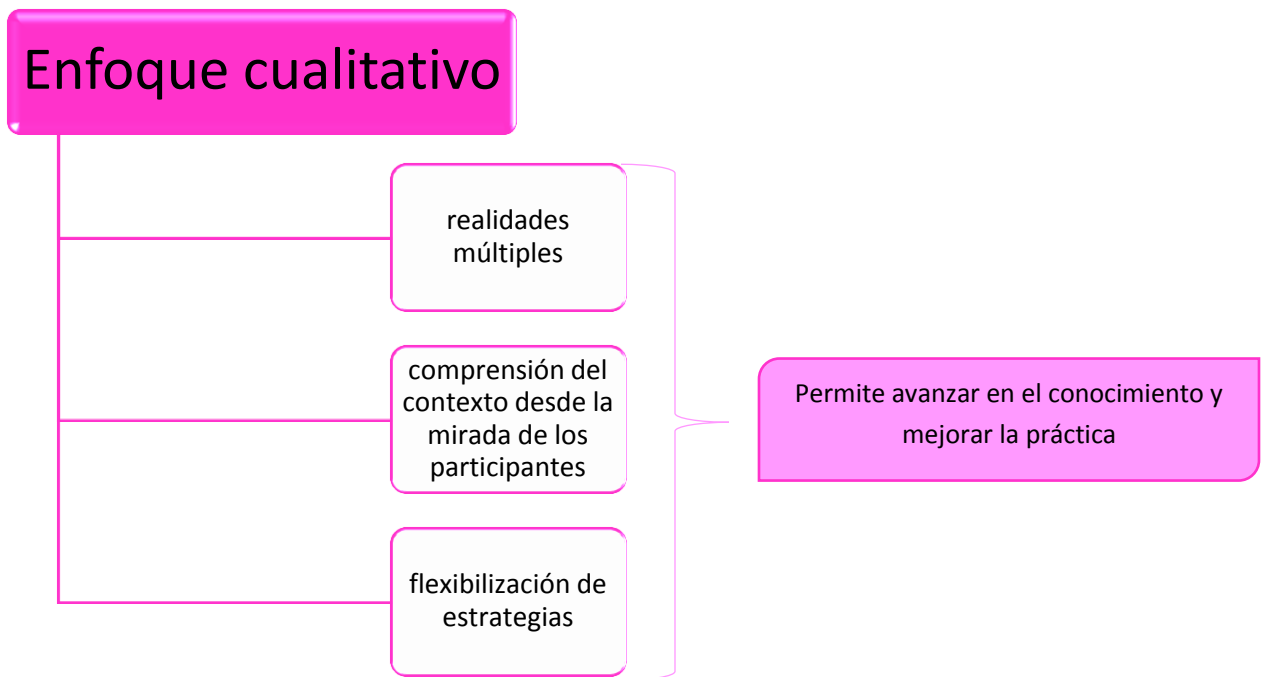 Enfoque cualitativo
realidades
múltiples
comprensión del
contexto desde la
mirada de los
participantes
flexibilización de
estrategias
Permite avanzar en el conocimiento y
mejorar la práctica